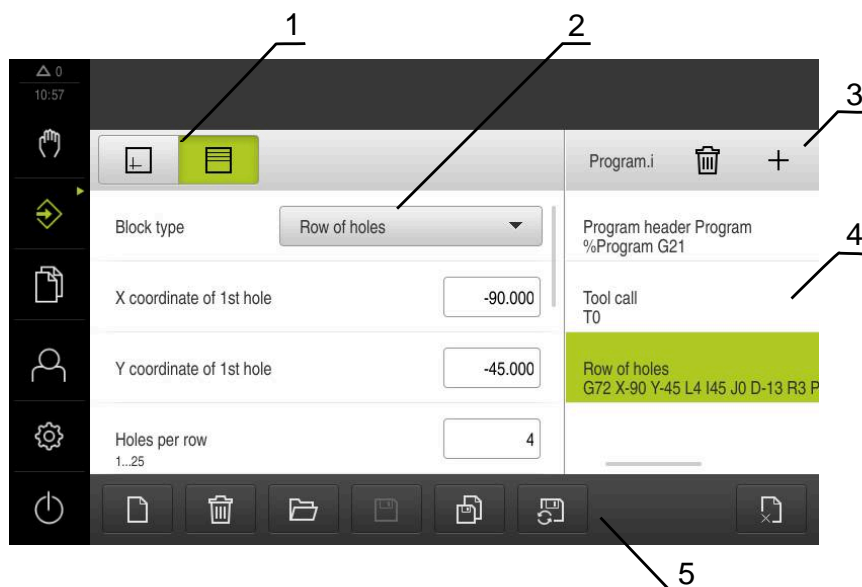 1
2
3
△ 0
10:57
Program.i
Block type
Row of holes
Program header Program
%Program G21
4
X coordinate of 1st hole
-90.000
Tool call
T0
Y coordinate of 1st hole
-45.000
Row of holes
G72 X-90 Y-45 L4 I45 J0 D-13 R3 P
Holes per row
4
1...25
5